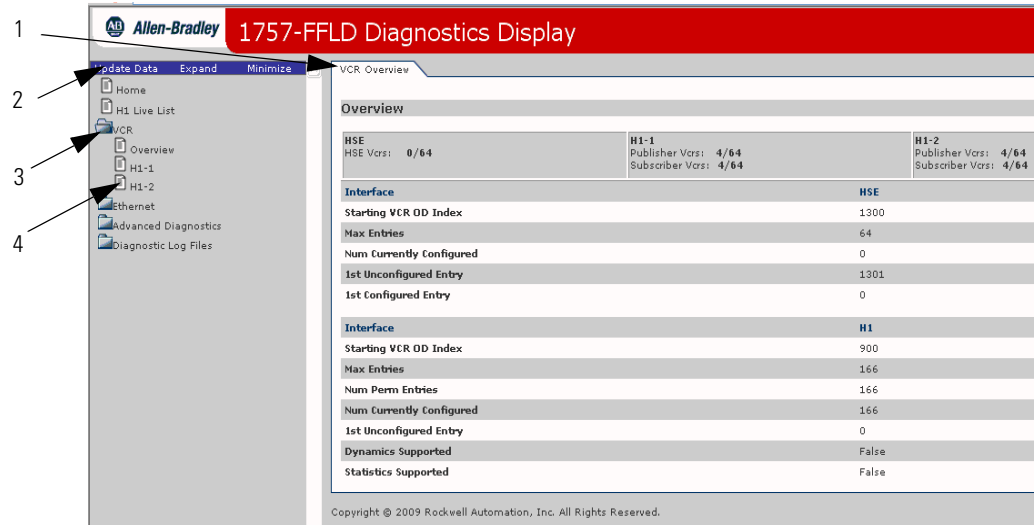 1
2
3
4
AB Allen-Bradley
1757-FFLD Diagnostics Display
Update Data Expand Minimize
Home
H1 Live List
VCR
Overview
H1-1
H1-2
Ethernet
Advanced Diagnostics
Diagnostic Log Files
VCR Overview
Overview
HSE H1-1 H1-2
HSE Vcrs: 0/64 Publisher Vcrs: 4/64 Publisher Vcrs: 4/64
Subscriber Vcrs: 4/64 Subscriber Vcrs: 4/64
Interface HSE
Starting VCR OD Index 1300
Max Entries 64
Num Currently Configured 0
1st Unconfigured Entry 1301
1st Configured Entry 0
Interface H1
Starting VCR OD Index 900
Max Entries 166
Num Perm Entries 166
Num Currently Configured 166
1st Unconfigured Entry 0
Dynamics Supported False
Statistics Supported False
Copyright © 2009 Rockwell Automation, Inc. All Rights Reserved.